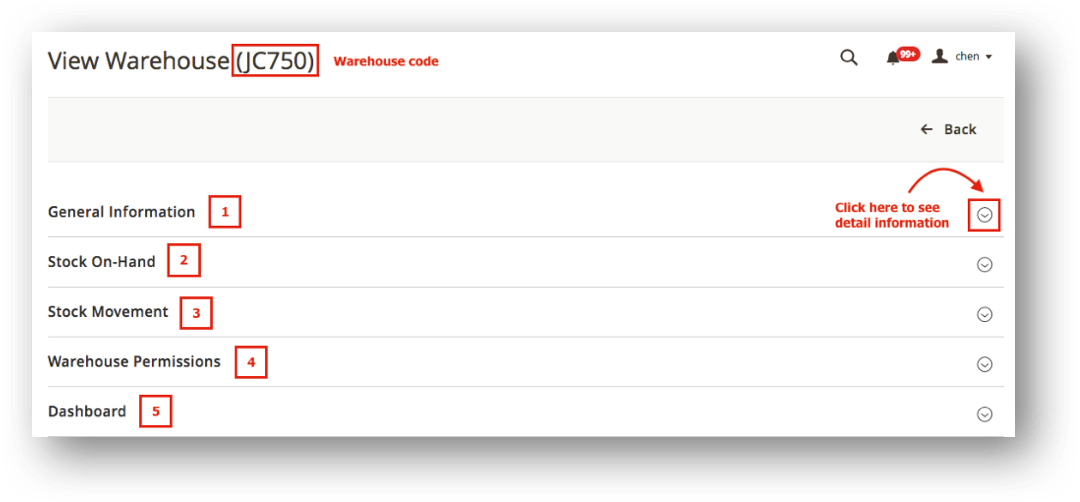 View Warehouse (JC750) Warehouse code 99+ chen
Back
Click here to see
detail information
General Information 1
Stock On-Hand 2
Stock Movement 3
Warehouse Permissions 4
Dashboard 5